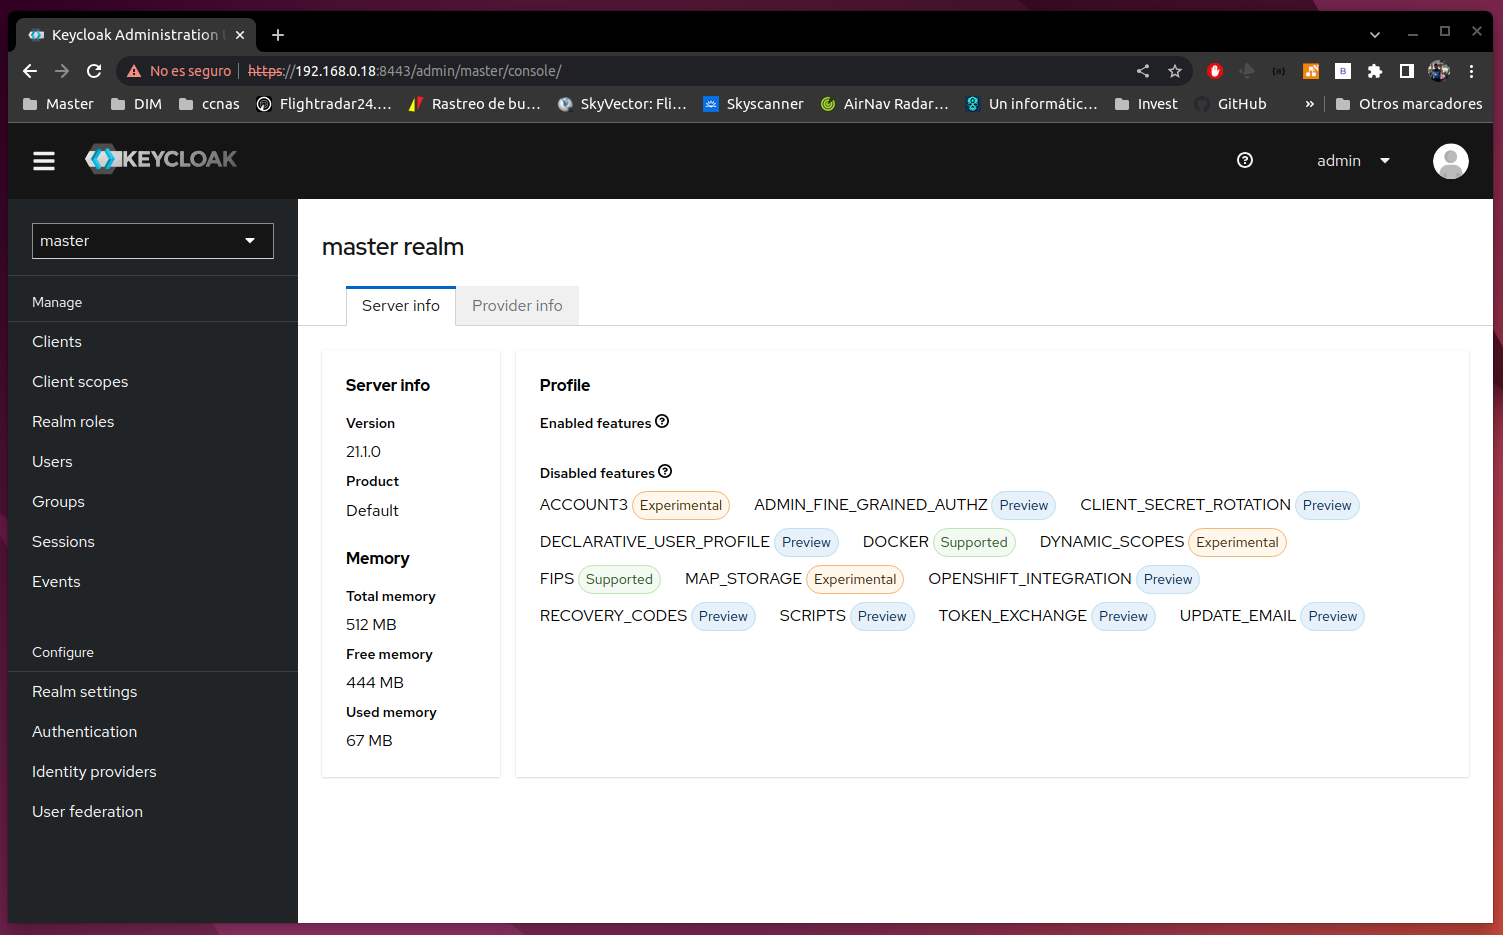 Keycloak Administration
No es seguro https://192.168.0.18:8443/admin/master/console/
Master DIM ccnas Flightradar24.... Rastreo de bu... SkyVector: Fli... Skyscanner AirNav Radar... Un informátic... Invest GitHub » Otros marcadores
KEYCLOAK
admin
master
Manage
Clients
Client scopes
Realm roles
Users
Groups
Sessions
Events
Configure
Realm settings
Authentication
Identity providers
User federation
master realm
Server info Provider info
Server info
Version
21.1.0
Product
Default
Memory
Total memory
512 MB
Free memory
444 MB
Used memory
67 MB
Profile
Enabled features
Disabled features
ACCOUNT3 Experimental ADMIN_FINE_GRAINED_AUTHZ Preview CLIENT_SECRET_ROTATION Preview
DECLARATIVE_USER_PROFILE Preview DOCKER Supported DYNAMIC_SCOPES Experimental
FIPS Supported MAP_STORAGE Experimental OPENSHIFT_INTEGRATION Preview
RECOVERY_CODES Preview SCRIPTS Preview TOKEN_EXCHANGE Preview UPDATE_EMAIL Preview